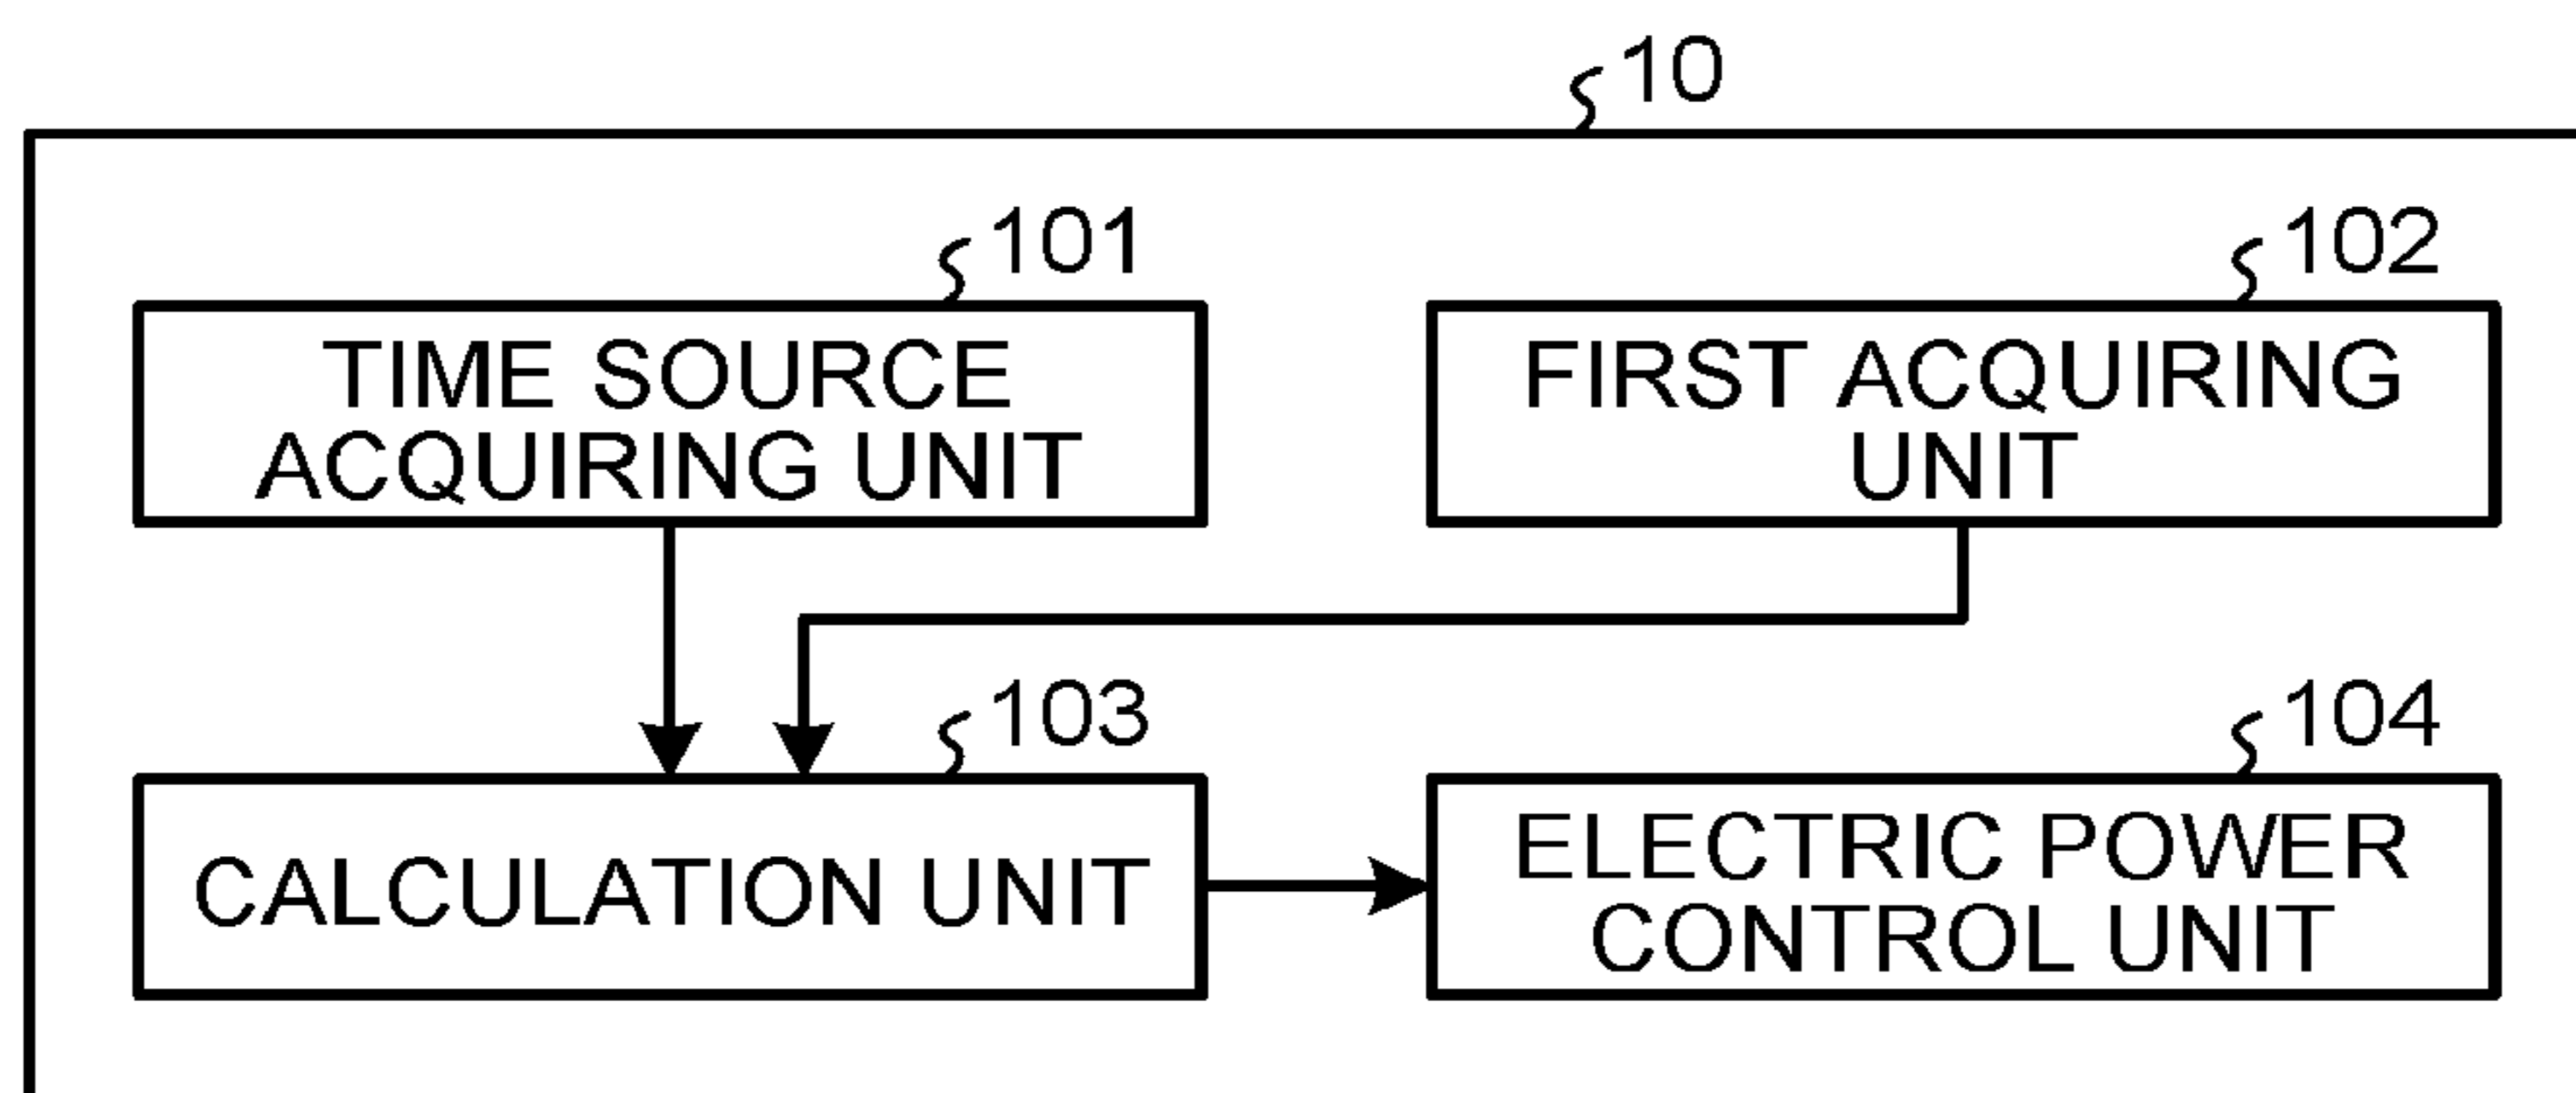 10
101
TIME SOURCE
ACQUIRING UNIT
102
FIRST ACQUIRING
UNIT
103
CALCULATION UNIT
104
ELECTRIC POWER
CONTROL UNIT